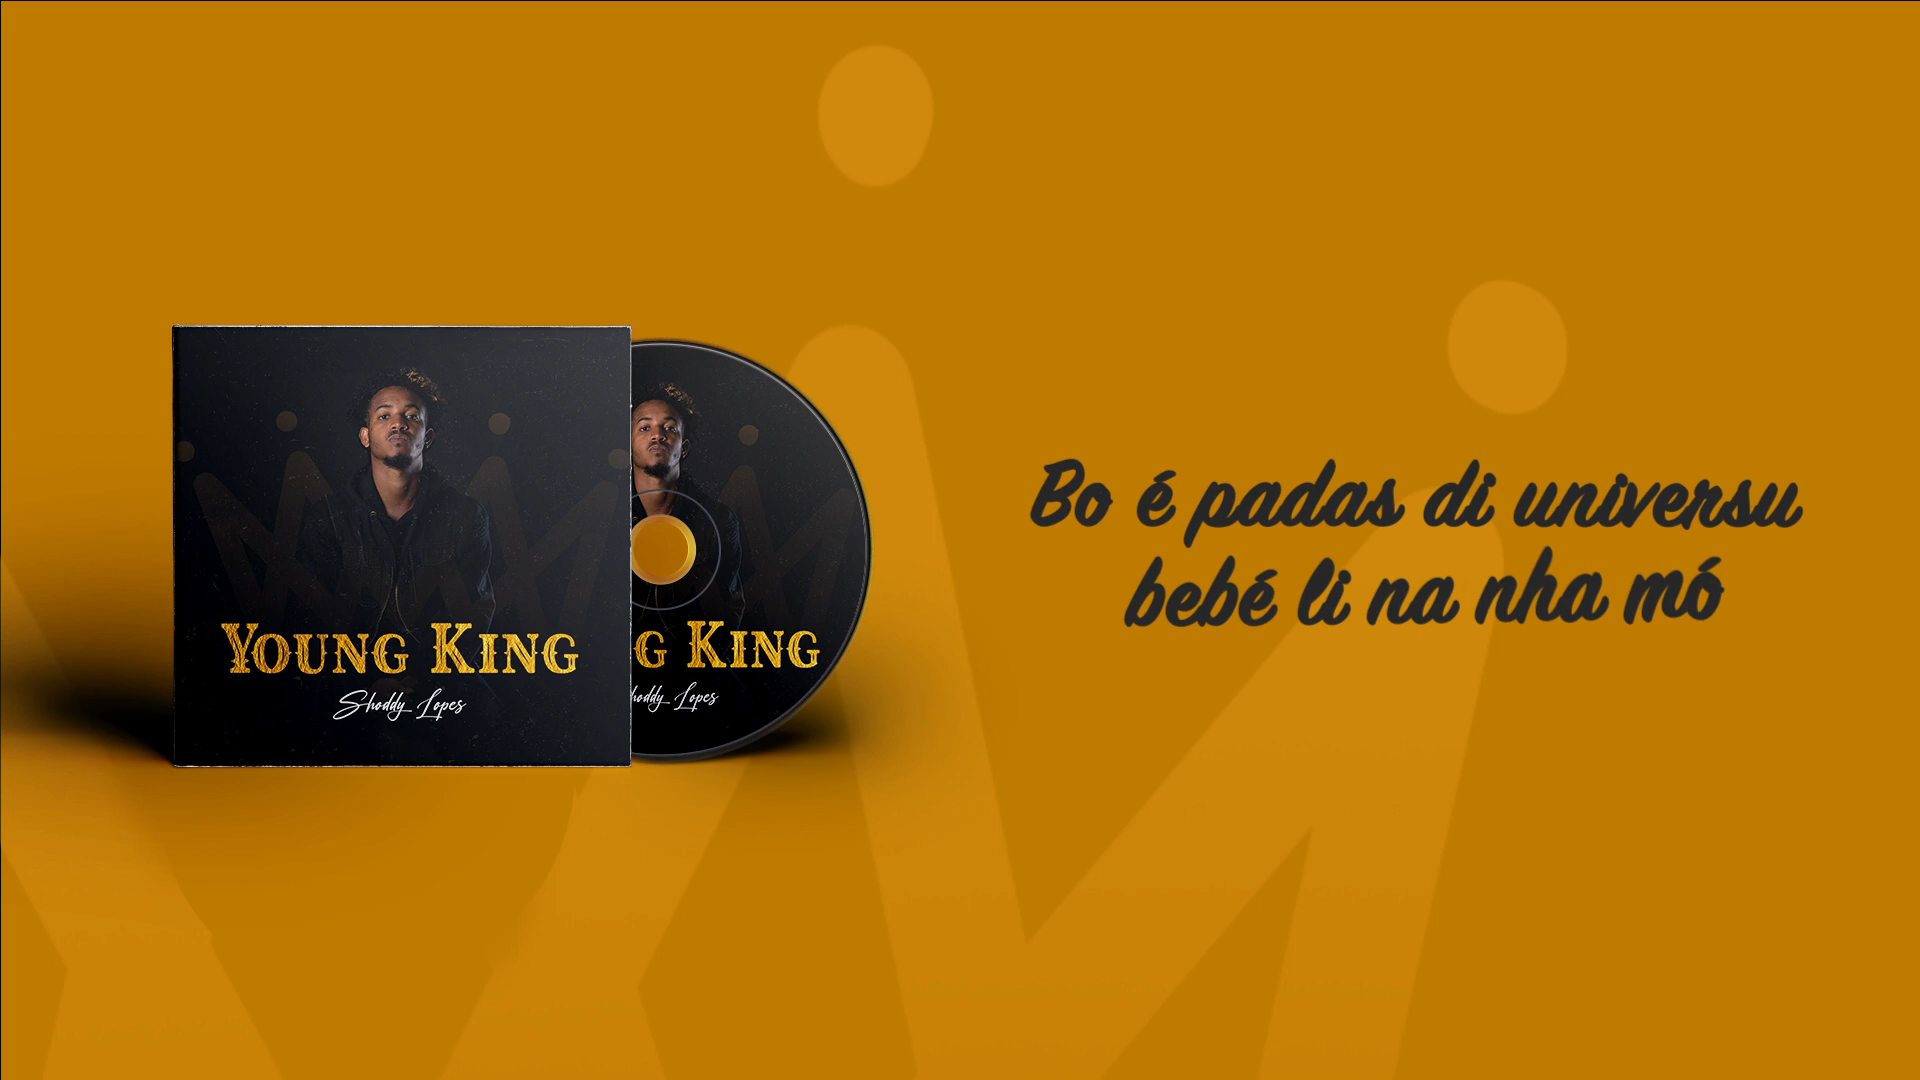 YOUNG KING
Shoddy Lopes
G KING
hoddy Lopes
Bo é padas di universu
bebé li na nha mó